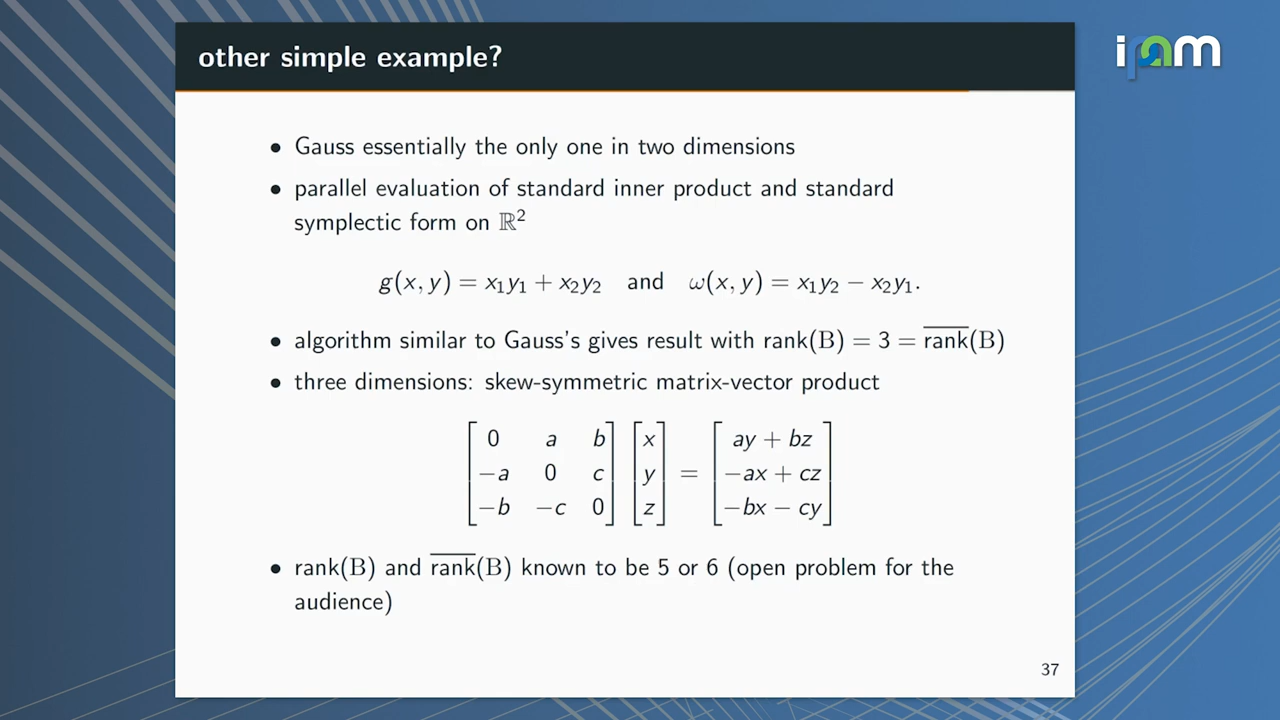 other simple example?
ipam
• Gauss essentially the only one in two dimensions
• parallel evaluation of standard inner product and standard
symplectic form on ℝ²
g(x, y) = x₁y₁ + x₂y₂ and ω(x, y) = x₁y₂ − x₂y₁.
• algorithm similar to Gauss's gives result with rank(B) = 3 = r̅a̅n̅k̅(B)
• three dimensions: skew-symmetric matrix-vector product
[0 a b] [x] [ay + bz]
[−a 0 c] [y] = [−ax + cz]
[−b −c 0] [z] [−bx − cy]
• rank(B) and r̅a̅n̅k̅(B) known to be 5 or 6 (open problem for the
audience)
37